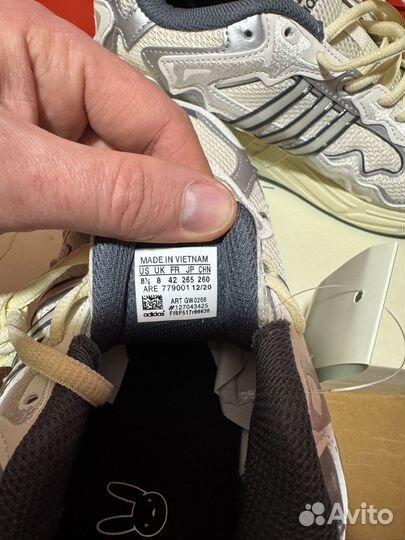 MADE IN VIETNAM
US UK FR JP CHN
8½ 8 42 265 260
ARE 779001 12/20
ART GW0266
#127043425
adidas
Avito